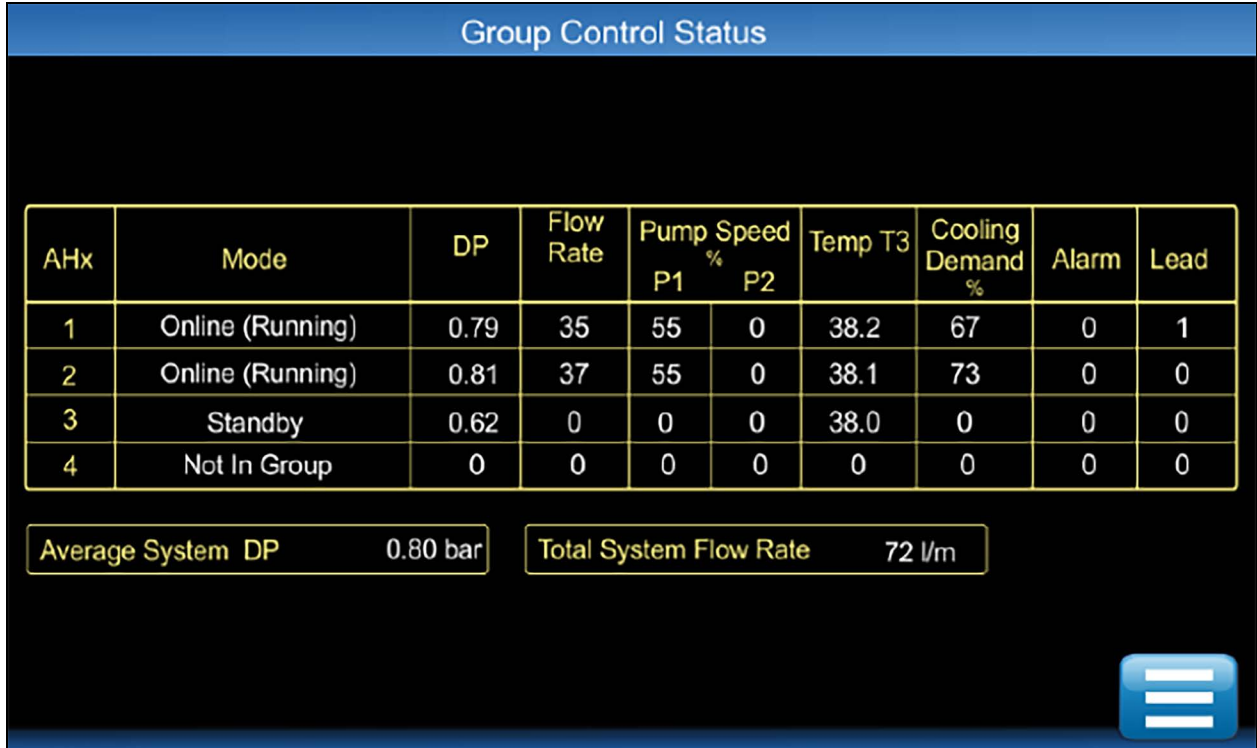 Group Control Status
AHx Mode DP Flow Rate Pump Speed % P1 P2 Temp T3 Cooling Demand % Alarm Lead
1 Online (Running) 0.79 35 55 0 38.2 67 0 1
2 Online (Running) 0.81 37 55 0 38.1 73 0 0
3 Standby 0.62 0 0 0 38.0 0 0 0
4 Not In Group 0 0 0 0 0 0 0 0
Average System DP 0.80 bar Total System Flow Rate 72 l/m